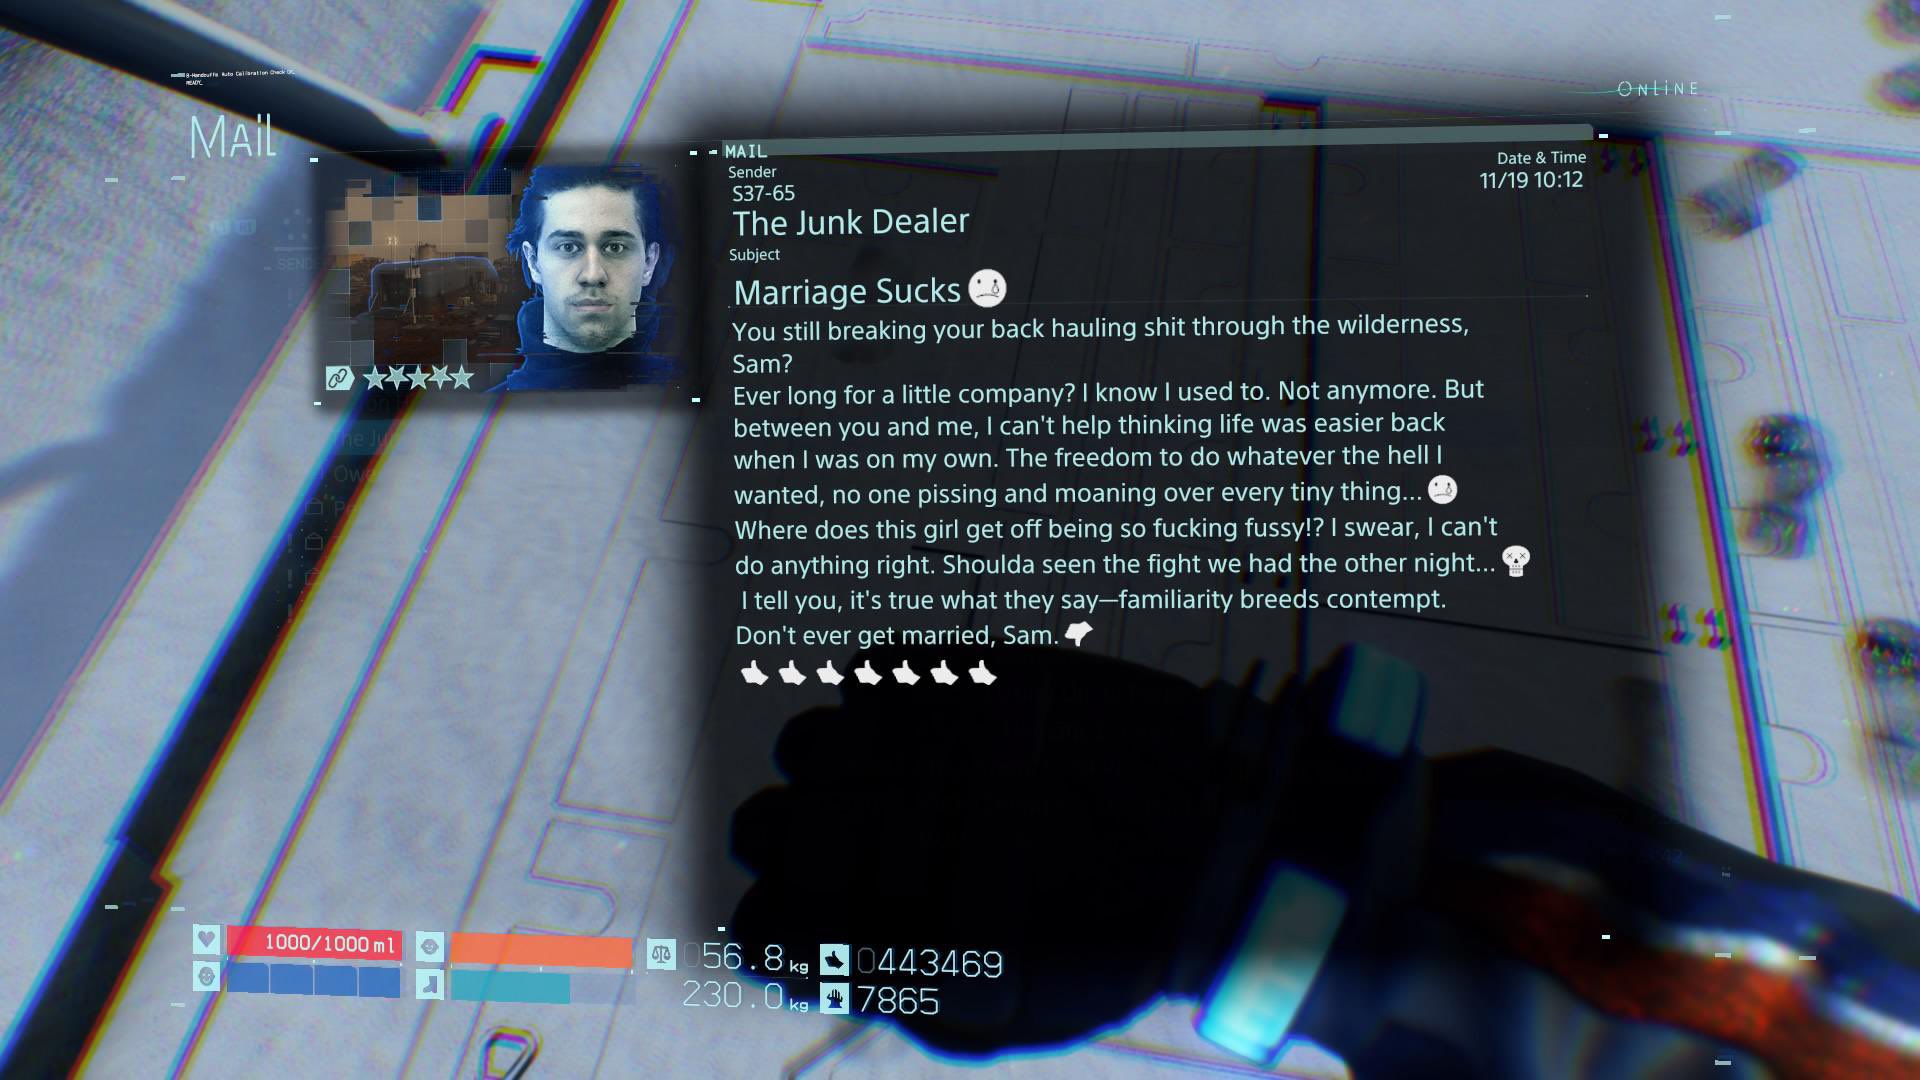 B-Handcuffs Auto Calibration Check OK.
READY.
OnLiNE
MAiL
MAIL
Sender
S37-65
Date & Time
11/19 10:12
The Junk Dealer
Subject
Marriage Sucks
You still breaking your back hauling shit through the wilderness,
Sam?
Ever long for a little company? I know I used to. Not anymore. But
between you and me, I can't help thinking life was easier back
when I was on my own. The freedom to do whatever the hell I
wanted, no one pissing and moaning over every tiny thing...
Where does this girl get off being so fucking fussy!? I swear, I can't
do anything right. Shoulda seen the fight we had the other night...
I tell you, it's true what they say—familiarity breeds contempt.
Don't ever get married, Sam.
1000/1000 ml
056.8 kg
0443469
230.0 kg
7865